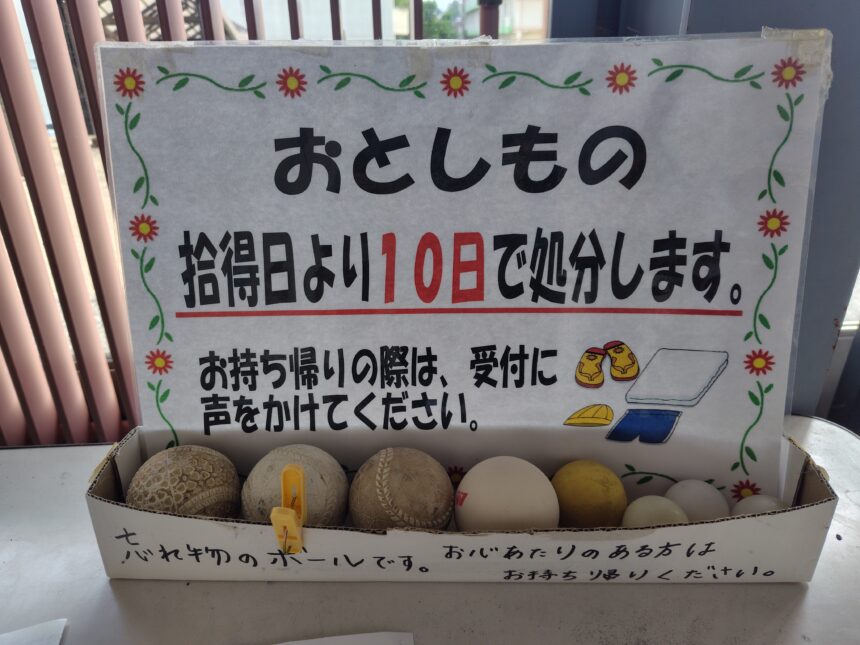 おとしもの
拾得日より10日で処分します。
お持ち帰りの際は、受付に
声をかけてください。
忘れ物のボールです。お心あたりのある方は
お持ち帰りください。